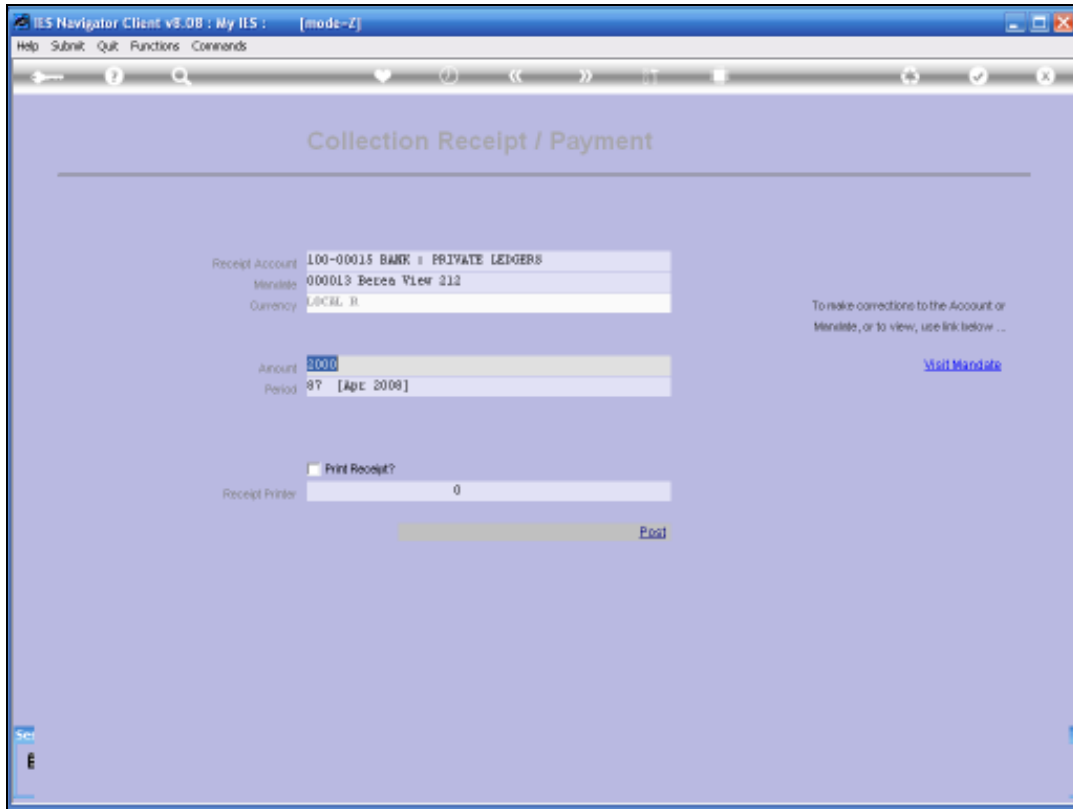 IES Navigator Client v8.08 : My IES : [mode=Z]
Help Submit Quit Functions Commands
Collection Receipt / Payment
Receipt Account 100-00015 BANK : PRIVATE LEDGERS
Mandate 000013 Berea View 212
Currency LOCAL R
To make corrections to the Account or
Mandate, or to view, use link below ...
Amount 2000
Visit Mandate
Period 87 [Apr 2008]
Print Receipt?
Receipt Printer 0
Post